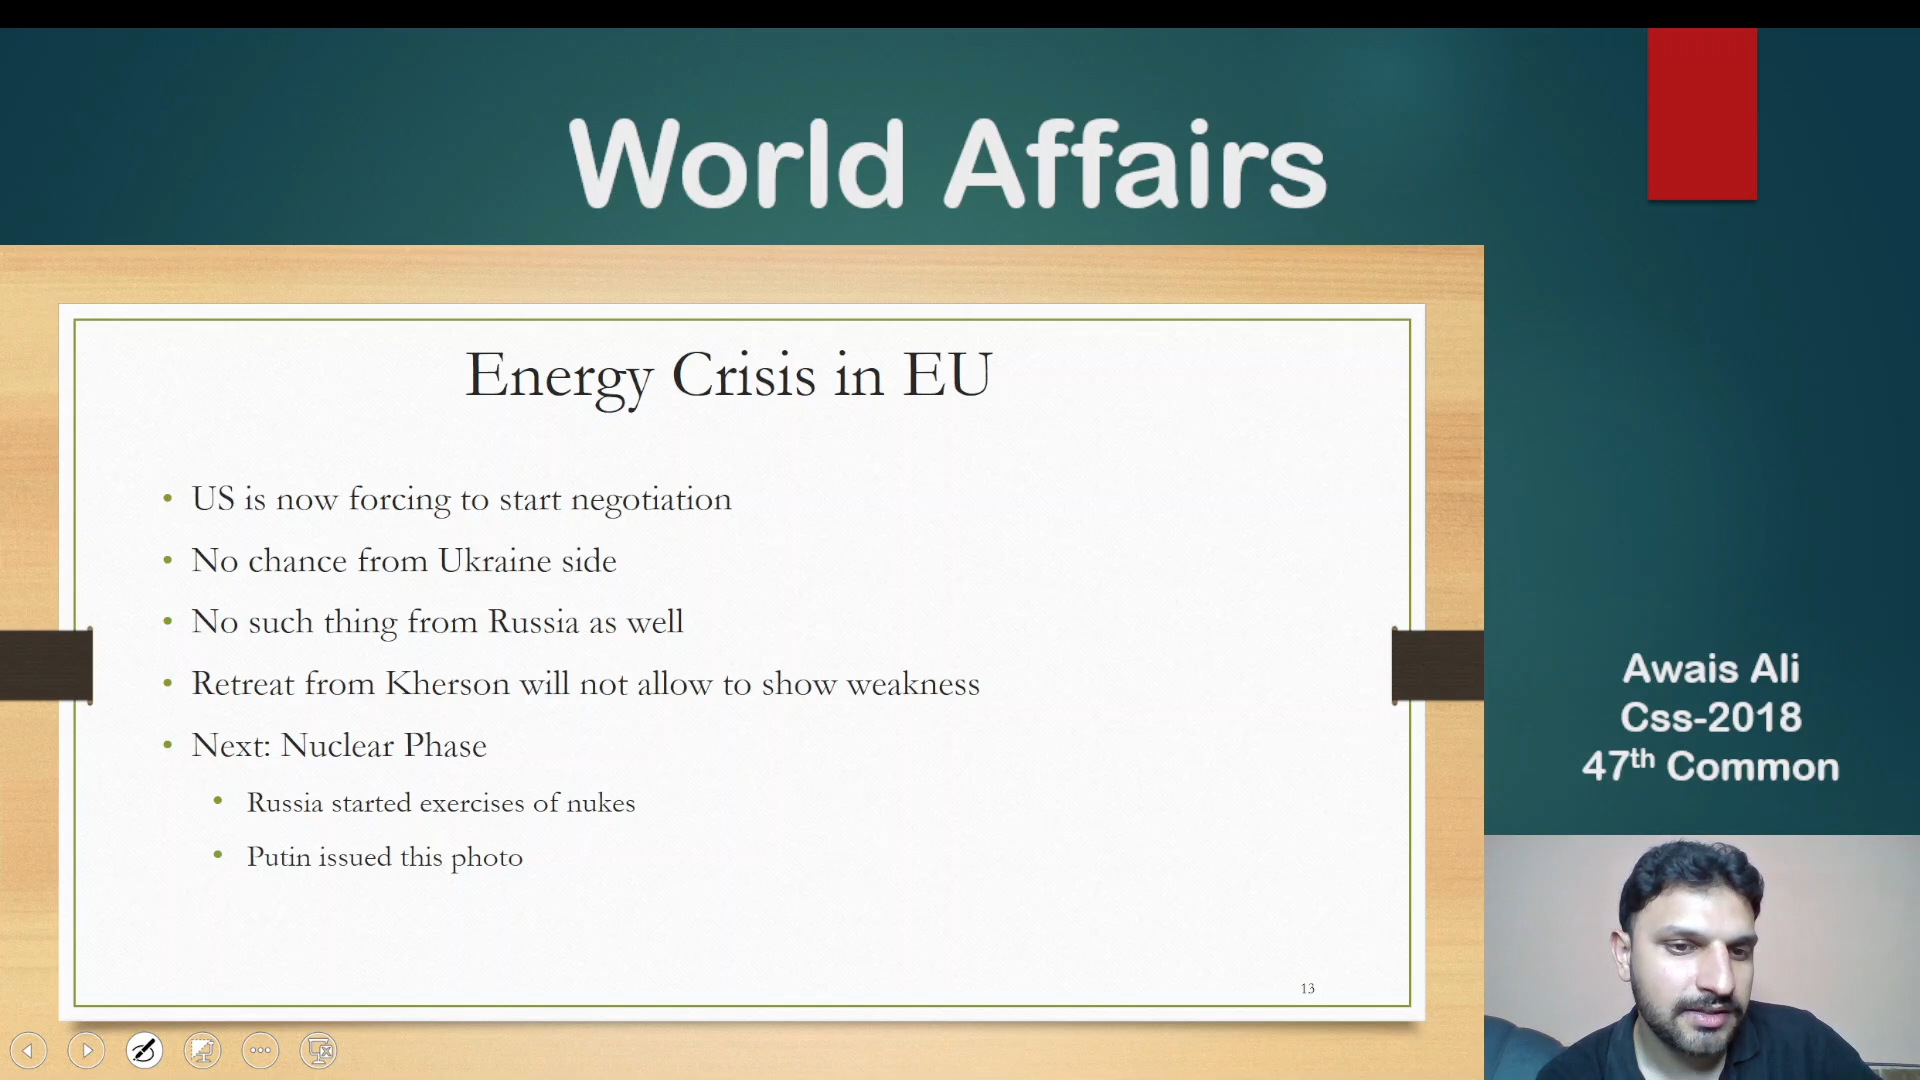 World Affairs
Energy Crisis in EU
• US is now forcing to start negotiation
• No chance from Ukraine side
• No such thing from Russia as well
• Retreat from Kherson will not allow to show weakness
• Next: Nuclear Phase
• Russia started exercises of nukes
• Putin issued this photo
13
Awais Ali
Css-2018
47th Common